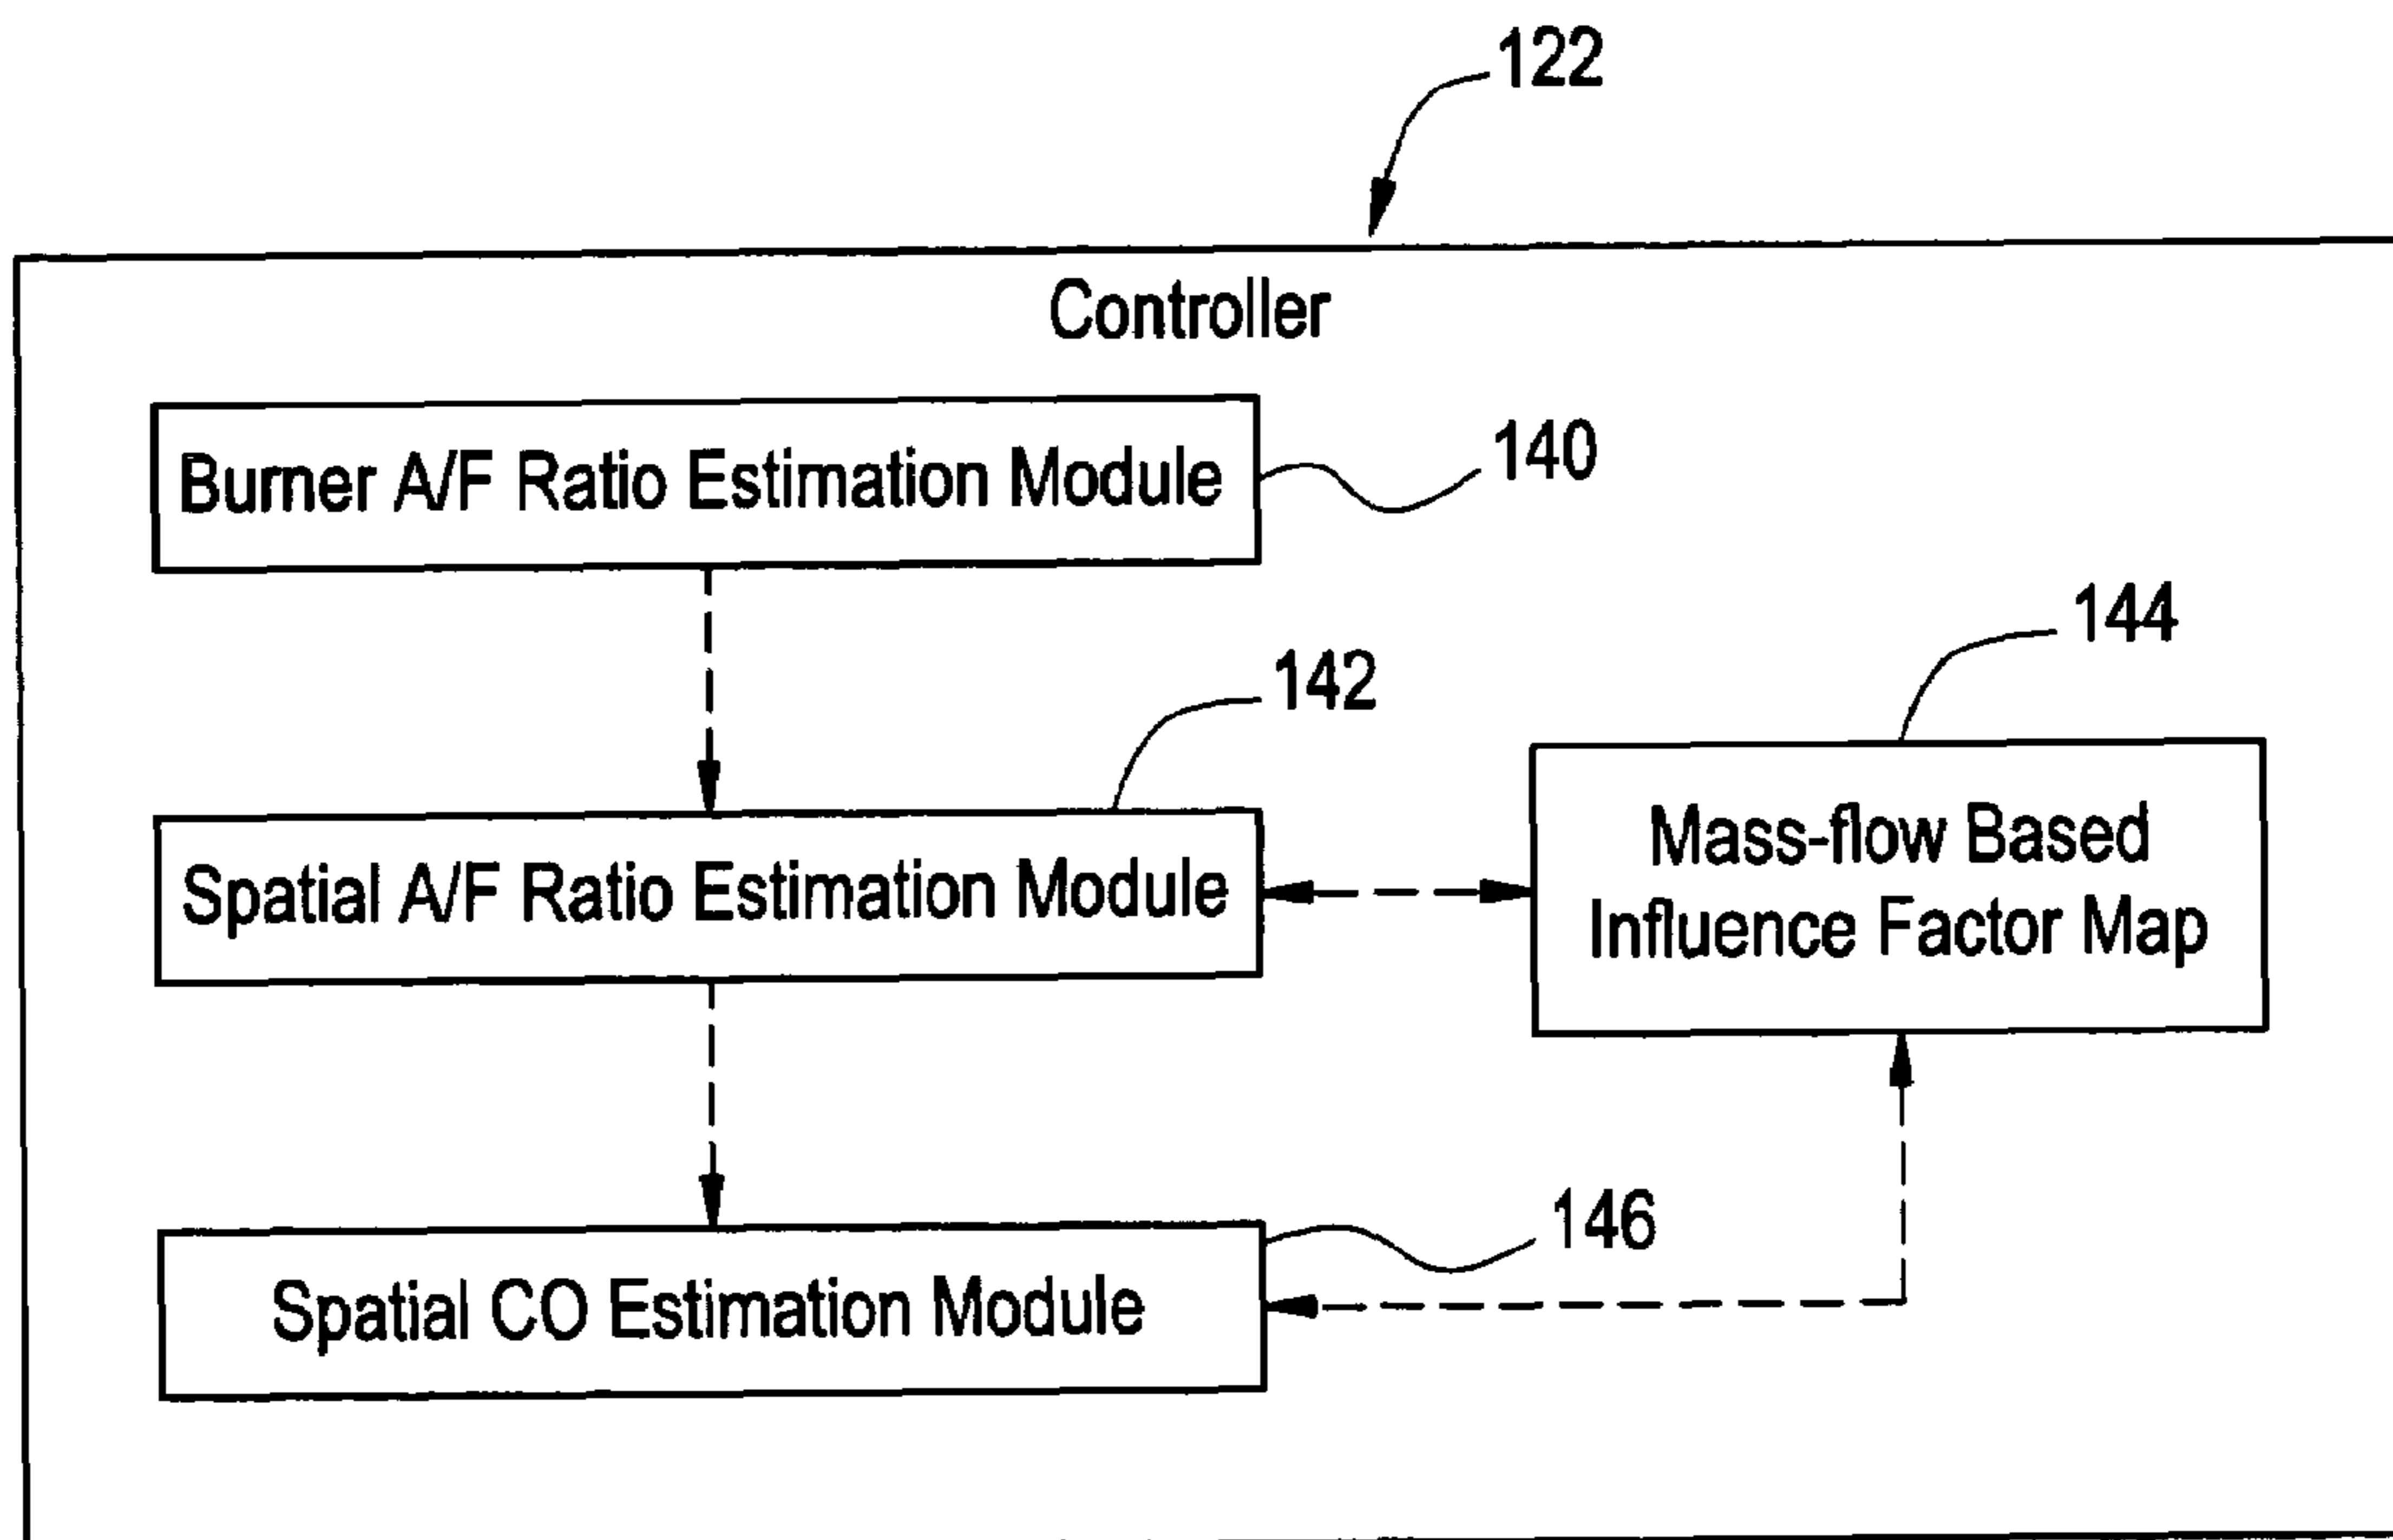 122
Controller
Burner A/F Ratio Estimation Module
140
144
142
Mass-flow Based
Influence Factor Map
Spatial A/F Ratio Estimation Module
146
Spatial CO Estimation Module